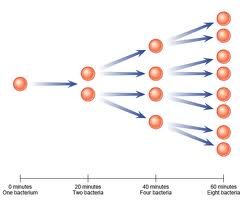 0 minutes
One bacterium
20 minutes
Two bacteria
40 minutes
Four bacteria
60 minutes
Eight bacteria